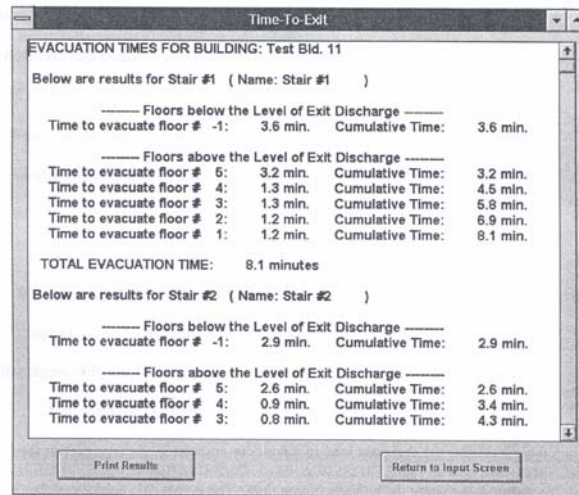 Time-To-Exit
EVACUATION TIMES FOR BUILDING: Test Bld. 11
Below are results for Stair #1 ( Name: Stair #1 )
-------- Floors below the Level of Exit Discharge --------
Time to evacuate floor # -1: 3.6 min. Cumulative Time: 3.6 min.
-------- Floors above the Level of Exit Discharge --------
Time to evacuate floor # 5: 3.2 min. Cumulative Time: 3.2 min.
Time to evacuate floor # 4: 1.3 min. Cumulative Time: 4.5 min.
Time to evacuate floor # 3: 1.3 min. Cumulative Time: 5.8 min.
Time to evacuate floor # 2: 1.2 min. Cumulative Time: 6.9 min.
Time to evacuate floor # 1: 1.2 min. Cumulative Time: 8.1 min.
TOTAL EVACUATION TIME: 8.1 minutes
Below are results for Stair #2 ( Name: Stair #2 )
-------- Floors below the Level of Exit Discharge --------
Time to evacuate floor # -1: 2.9 min. Cumulative Time: 2.9 min.
-------- Floors above the Level of Exit Discharge --------
Time to evacuate floor # 5: 2.6 min. Cumulative Time: 2.6 min.
Time to evacuate floor # 4: 0.9 min. Cumulative Time: 3.4 min.
Time to evacuate floor # 3: 0.8 min. Cumulative Time: 4.3 min.
Print Results
Return to Input Screen